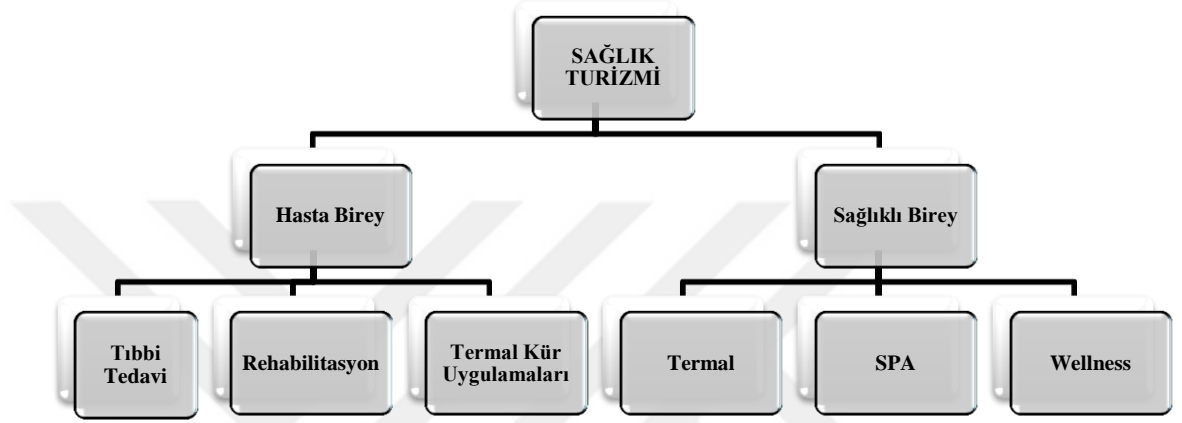 SAĞLIK
TURİZMİ
Hasta Birey
Sağlıklı Birey
Tıbbi
Tedavi
Rehabilitasyon
Termal Kür
Uygulamaları
Termal
SPA
Wellness